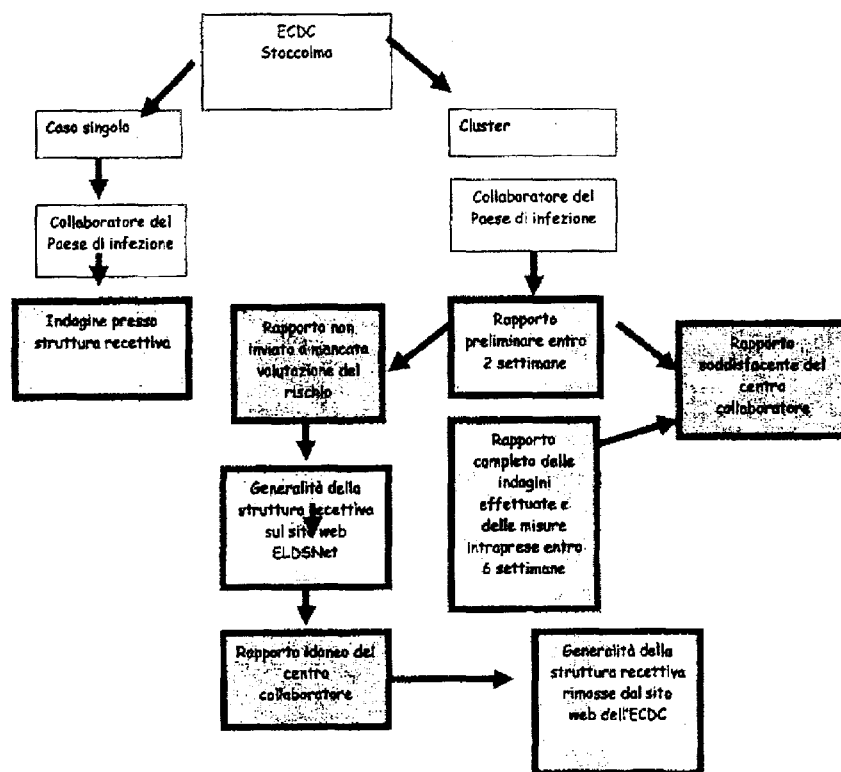 ECDC
Stoccolma
Caso singolo
Cluster
Collaboratore del
Paese di infezione
Collaboratore del
Paese di infezione
Indagine presso
struttura recettiva
Rapporto non
inviato o mancata
valutazione del
rischio
Rapporto
preliminare entro
2 settimane
Rapporto
soddisfacente del
centro
collaboratore
Rapporto
completo delle
indagini
effettuate e
delle misure
intraprese entro
6 settimane
Generalità della
struttura recettiva
sul sito web
ELDSNet
Rapporto idoneo del
centro
collaboratore
Generalità della
struttura recettiva
rimosse dal sito
web dell'ECDC